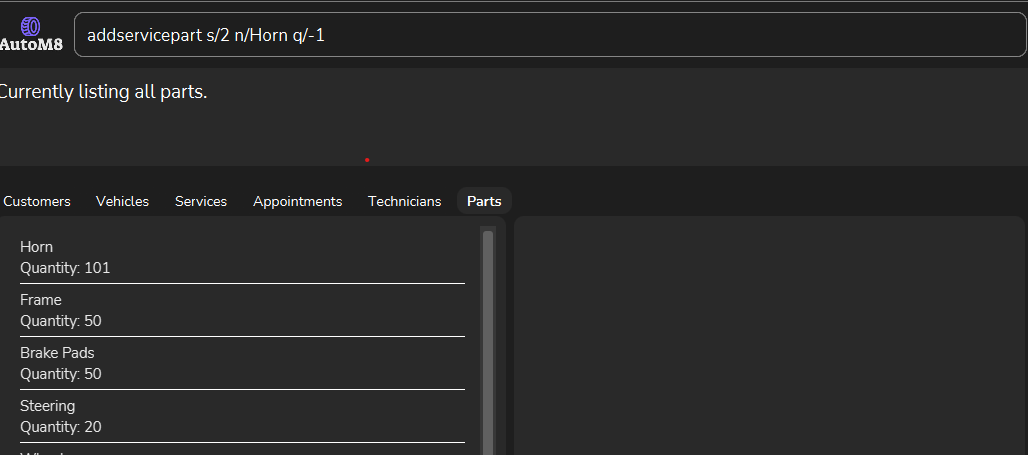 AutoM8
addservicepart s/2 n/Horn q/-1
Currently listing all parts.
Customers Vehicles Services Appointments Technicians Parts
Horn
Quantity: 101
Frame
Quantity: 50
Brake Pads
Quantity: 50
Steering
Quantity: 20